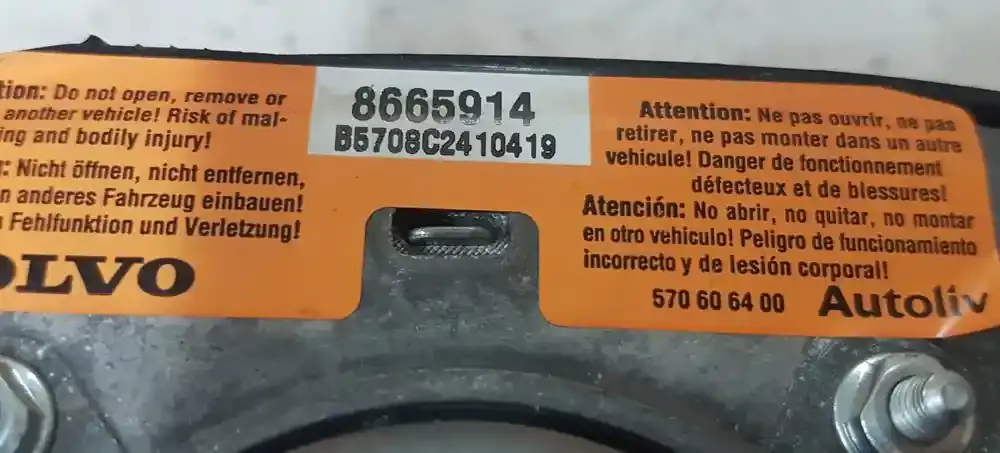 tion: Do not open, remove or
another vehicle! Risk of mal-
ing and bodily injury!
: Nicht öffnen, nicht entfernen,
n anderes Fahrzeug einbauen!
Fehlfunktion und Verletzung!
OLVO
8665914
B5708C2410419
Attention: Ne pas ouvrir, ne pas
retirer, ne pas monter dans un autre
vehicule! Danger de fonctionnement
défecteux et de blessures!
Atención: No abrir, no quitar, no montar
en otro vehiculo! Peligro de funcionamiento
incorrecto y de lesión corporal!
570 60 64 00 Autoliv